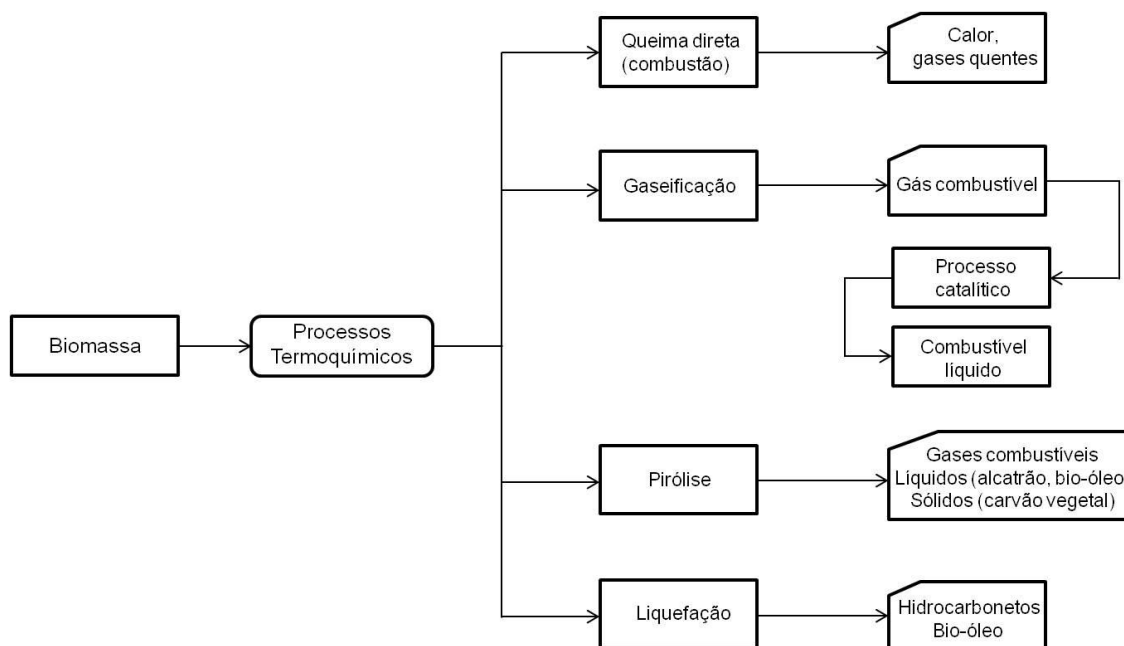 Biomassa
Processos
Termoquímicos
Queima direta
(combustão)
Calor,
gases quentes
Gaseificação
Gás combustível
Processo
catalítico
Combustível
líquido
Pirólise
Gases combustíveis
Líquidos (alcatrão, bio-óleo
Sólidos (carvão vegetal)
Liquefação
Hidrocarbonetos
Bio-óleo